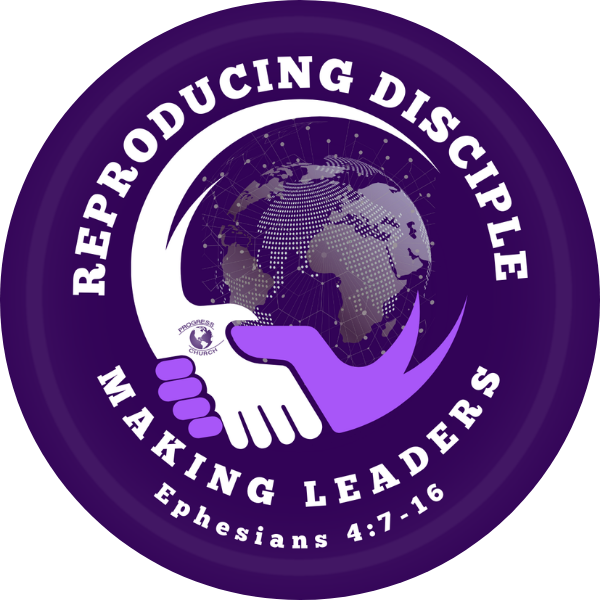 REPRODUCING DISCIPLE
PROGRESS
CHURCH
MAKING LEADERS
Ephesians 4:7-16